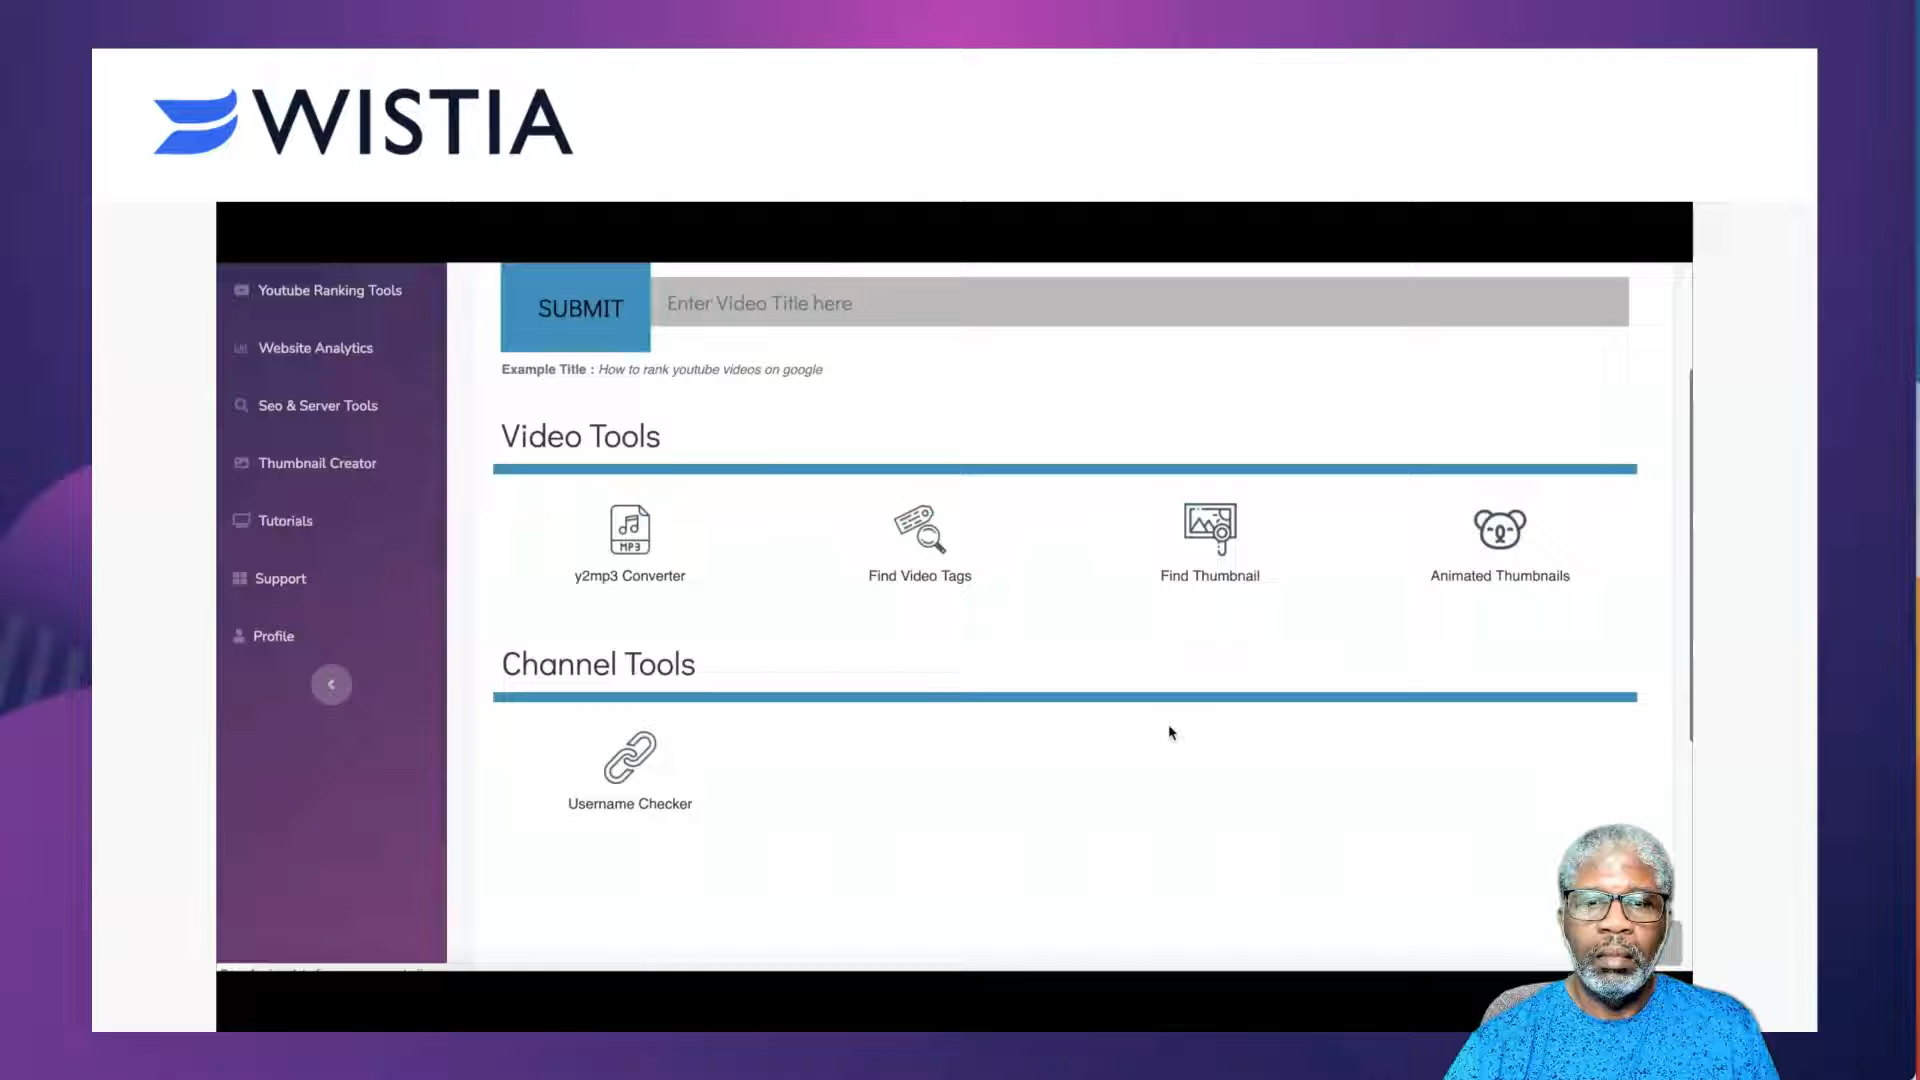 WISTIA
Youtube Ranking Tools
Website Analytics
Seo & Server Tools
Thumbnail Creator
Tutorials
Support
Profile
SUBMIT
Enter Video Title here
Example Title : How to rank youtube videos on google
Video Tools
MP3
y2mp3 Converter
Find Video Tags
Find Thumbnail
Animated Thumbnails
Channel Tools
Username Checker